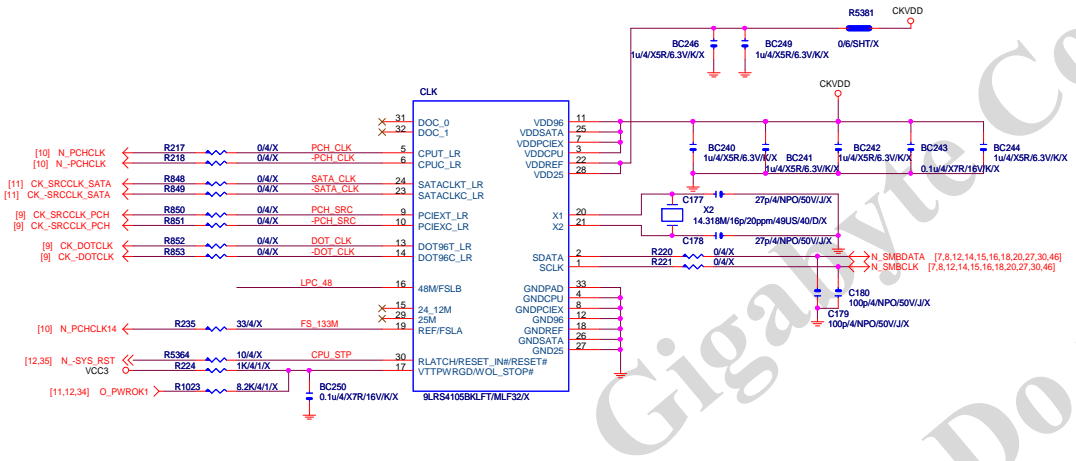 R5381
CKVDD
0/6/SHT/X
BC246
1u/4/X5R/6.3V/K/X
BC249
1u/4/X5R/6.3V/K/X
CKVDD
CLK
31 DOC_0
32 DOC_1
[10] N_PCHCLK R217 0/4/X PCH_CLK 5 CPUT_LR
[10] N_-PCHCLK R218 0/4/X -PCH_CLK 6 CPUC_LR
[11] CK_SRCCLK_SATA R848 0/4/X SATA_CLK 24 SATACLKT_LR
[11] CK_-SRCCLK_SATA R849 0/4/X -SATA_CLK 23 SATACLKC_LR
[9] CK_SRCCLK_PCH R850 0/4/X PCH_SRC 9 PCIEXT_LR
[9] CK_-SRCCLK_PCH R851 0/4/X -PCH_SRC 10 PCIEXC_LR
[9] CK_DOTCLK R852 0/4/X DOT_CLK 13 DOT96T_LR
[9] CK_-DOTCLK R853 0/4/X -DOT_CLK 14 DOT96C_LR
LPC_48 16 48M/FSLB
15 24_12M
29 25M
[10] N_PCHCLK14 R235 33/4/X FS_133M 19 REF/FSLA
[12,35] N_-SYS_RST R5364 10/4/X CPU_STP 30 RLATCH/RESET_IN#/RESET#
VCC3 R224 1K/4/1/X 17 VTTPWRGD/WOL_STOP#
[11,12,34] O_PWROK1 R1023 8.2K/4/1/X
BC250
0.1u/4/X7R/16V/K/X
9LRS4105BKLFT/MLF32/X
VDD96 11
VDDSATA 25
VDDPCIEX 7
VDDCPU 3
VDDREF 22
VDD25 28
BC240
1u/4/X5R/6.3V/K/X
BC241
1u/4/X5R/6.3V/K/X
BC242
1u/4/X5R/6.3V/K/X
BC243
0.1u/4/X7R/16V/K/X
BC244
1u/4/X5R/6.3V/K/X
X1 20
X2 21
C177
27p/4/NPO/50V/J/X
X2
14.318M/16p/20ppm/49US/40/D/X
C178
27p/4/NPO/50V/J/X
SDATA 2 R220 0/4/X N_SMBDATA [7,8,12,14,15,16,18,20,27,30,46]
SCLK 1 R221 0/4/X N_SMBCLK [7,8,12,14,15,16,18,20,27,30,46]
C180
100p/4/NPO/50V/J/X
C179
100p/4/NPO/50V/J/X
GNDPAD 33
GNDCPU 4
GNDPCIEX 8
GND96 12
GNDREF 18
GNDSATA 26
GND25 27
Gigabyte Co
Do